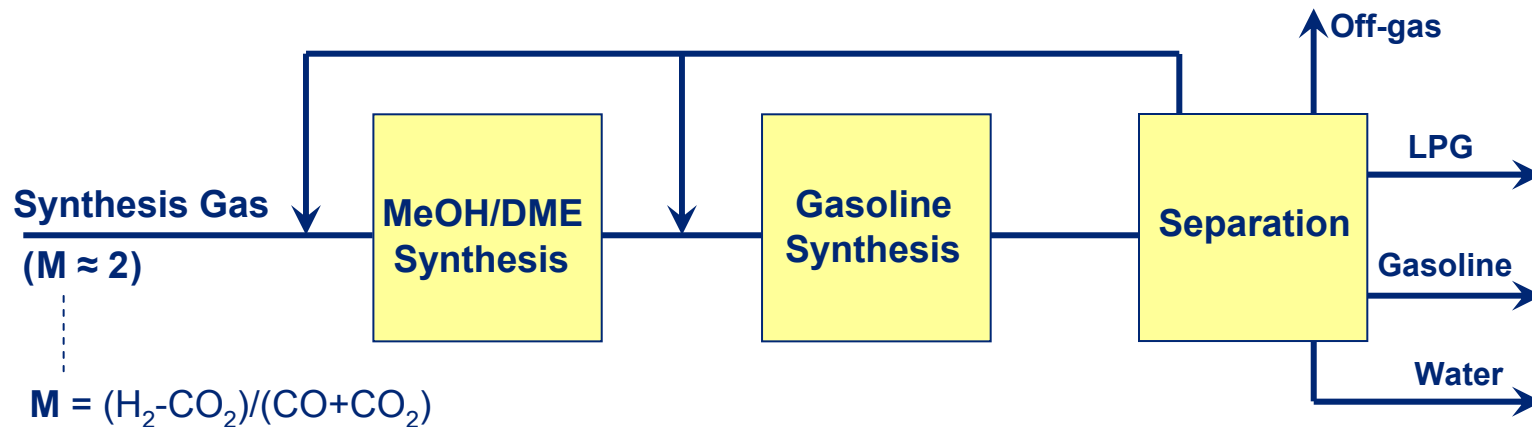 Off-gas
LPG
Synthesis Gas
(M ≈ 2)
MeOH/DME
Synthesis
Gasoline
Synthesis
Separation
Gasoline
Water
M = (H₂-CO₂)/(CO+CO₂)